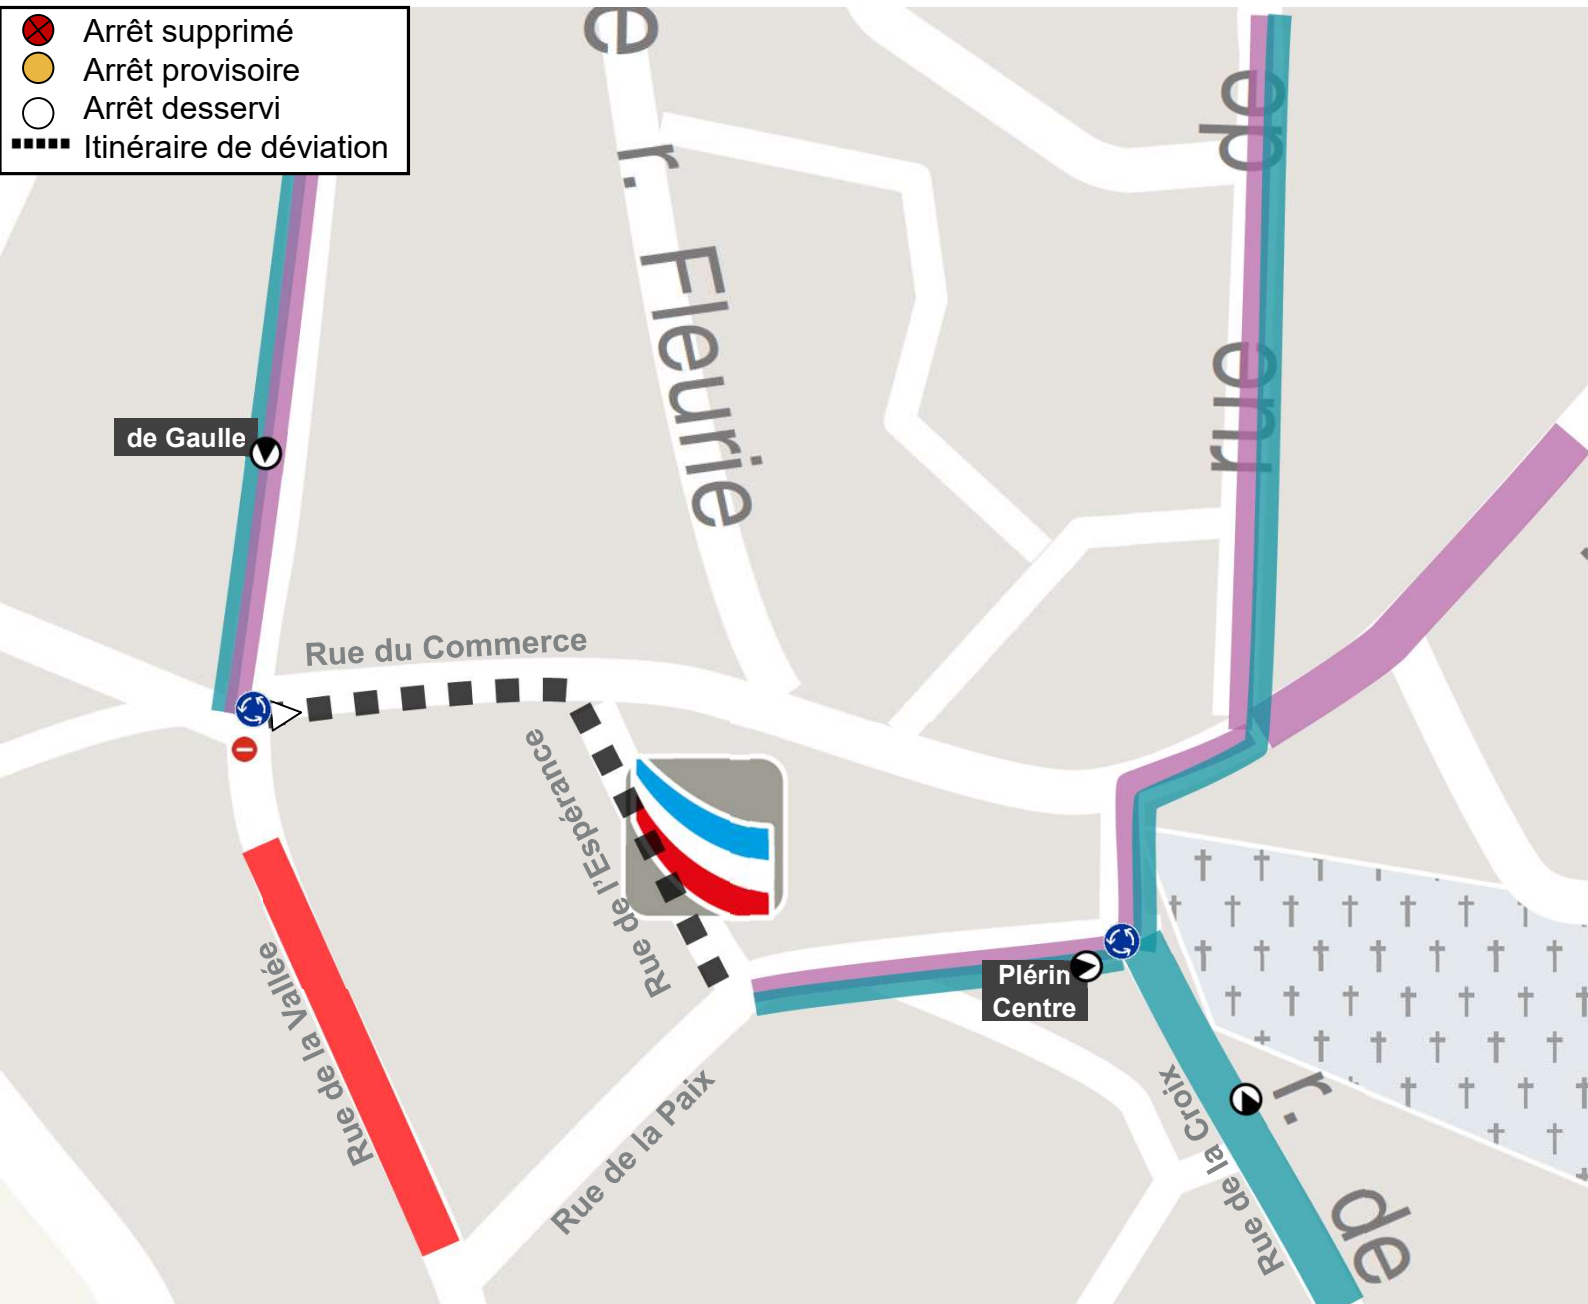 Arrêt supprimé
Arrêt provisoire
Arrêt desservi
Itinéraire de déviation
e
r.
Fleurie
de
rue
de Gaulle
Rue du Commerce
Rue de l'Espérance
Rue de la Vallée
Plérin
Centre
Rue de la Paix
Rue de la Croix
r.
de